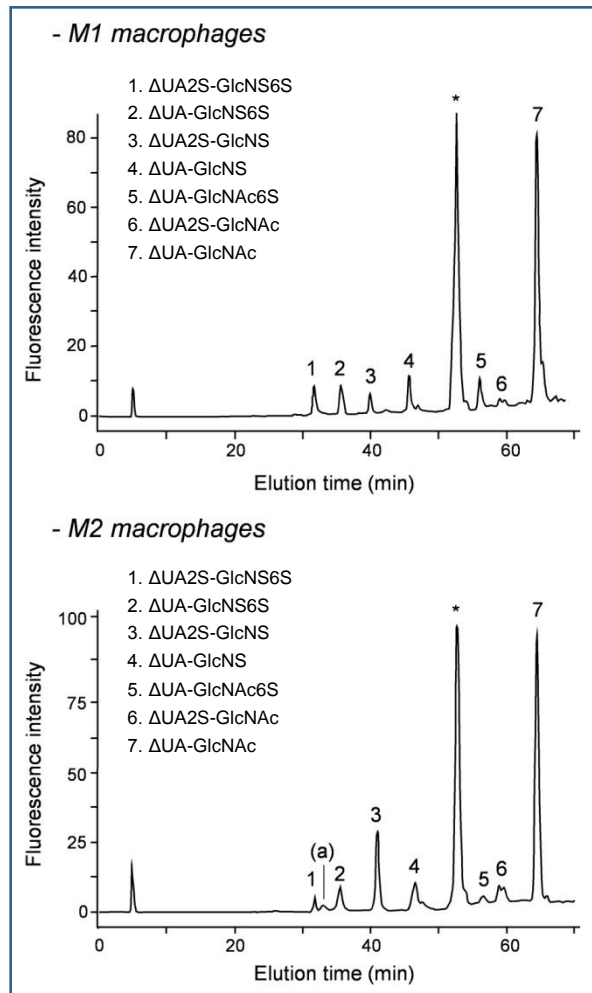 - M1 macrophages
1. ΔUA2S-GlcNS6S
2. ΔUA-GlcNS6S
3. ΔUA2S-GlcNS
4. ΔUA-GlcNS
5. ΔUA-GlcNAc6S
6. ΔUA2S-GlcNAc
7. ΔUA-GlcNAc
* 7
80
60
40
20
0
Fluorescence intensity
1 2 3 4 5 6
0 20 40 60
Elution time (min)
- M2 macrophages
1. ΔUA2S-GlcNS6S
2. ΔUA-GlcNS6S
3. ΔUA2S-GlcNS
4. ΔUA-GlcNS
5. ΔUA-GlcNAc6S
6. ΔUA2S-GlcNAc
7. ΔUA-GlcNAc
* 7
100
75
50
25
0
Fluorescence intensity
1 (a) 2 3 4 5 6
0 20 40 60
Elution time (min)